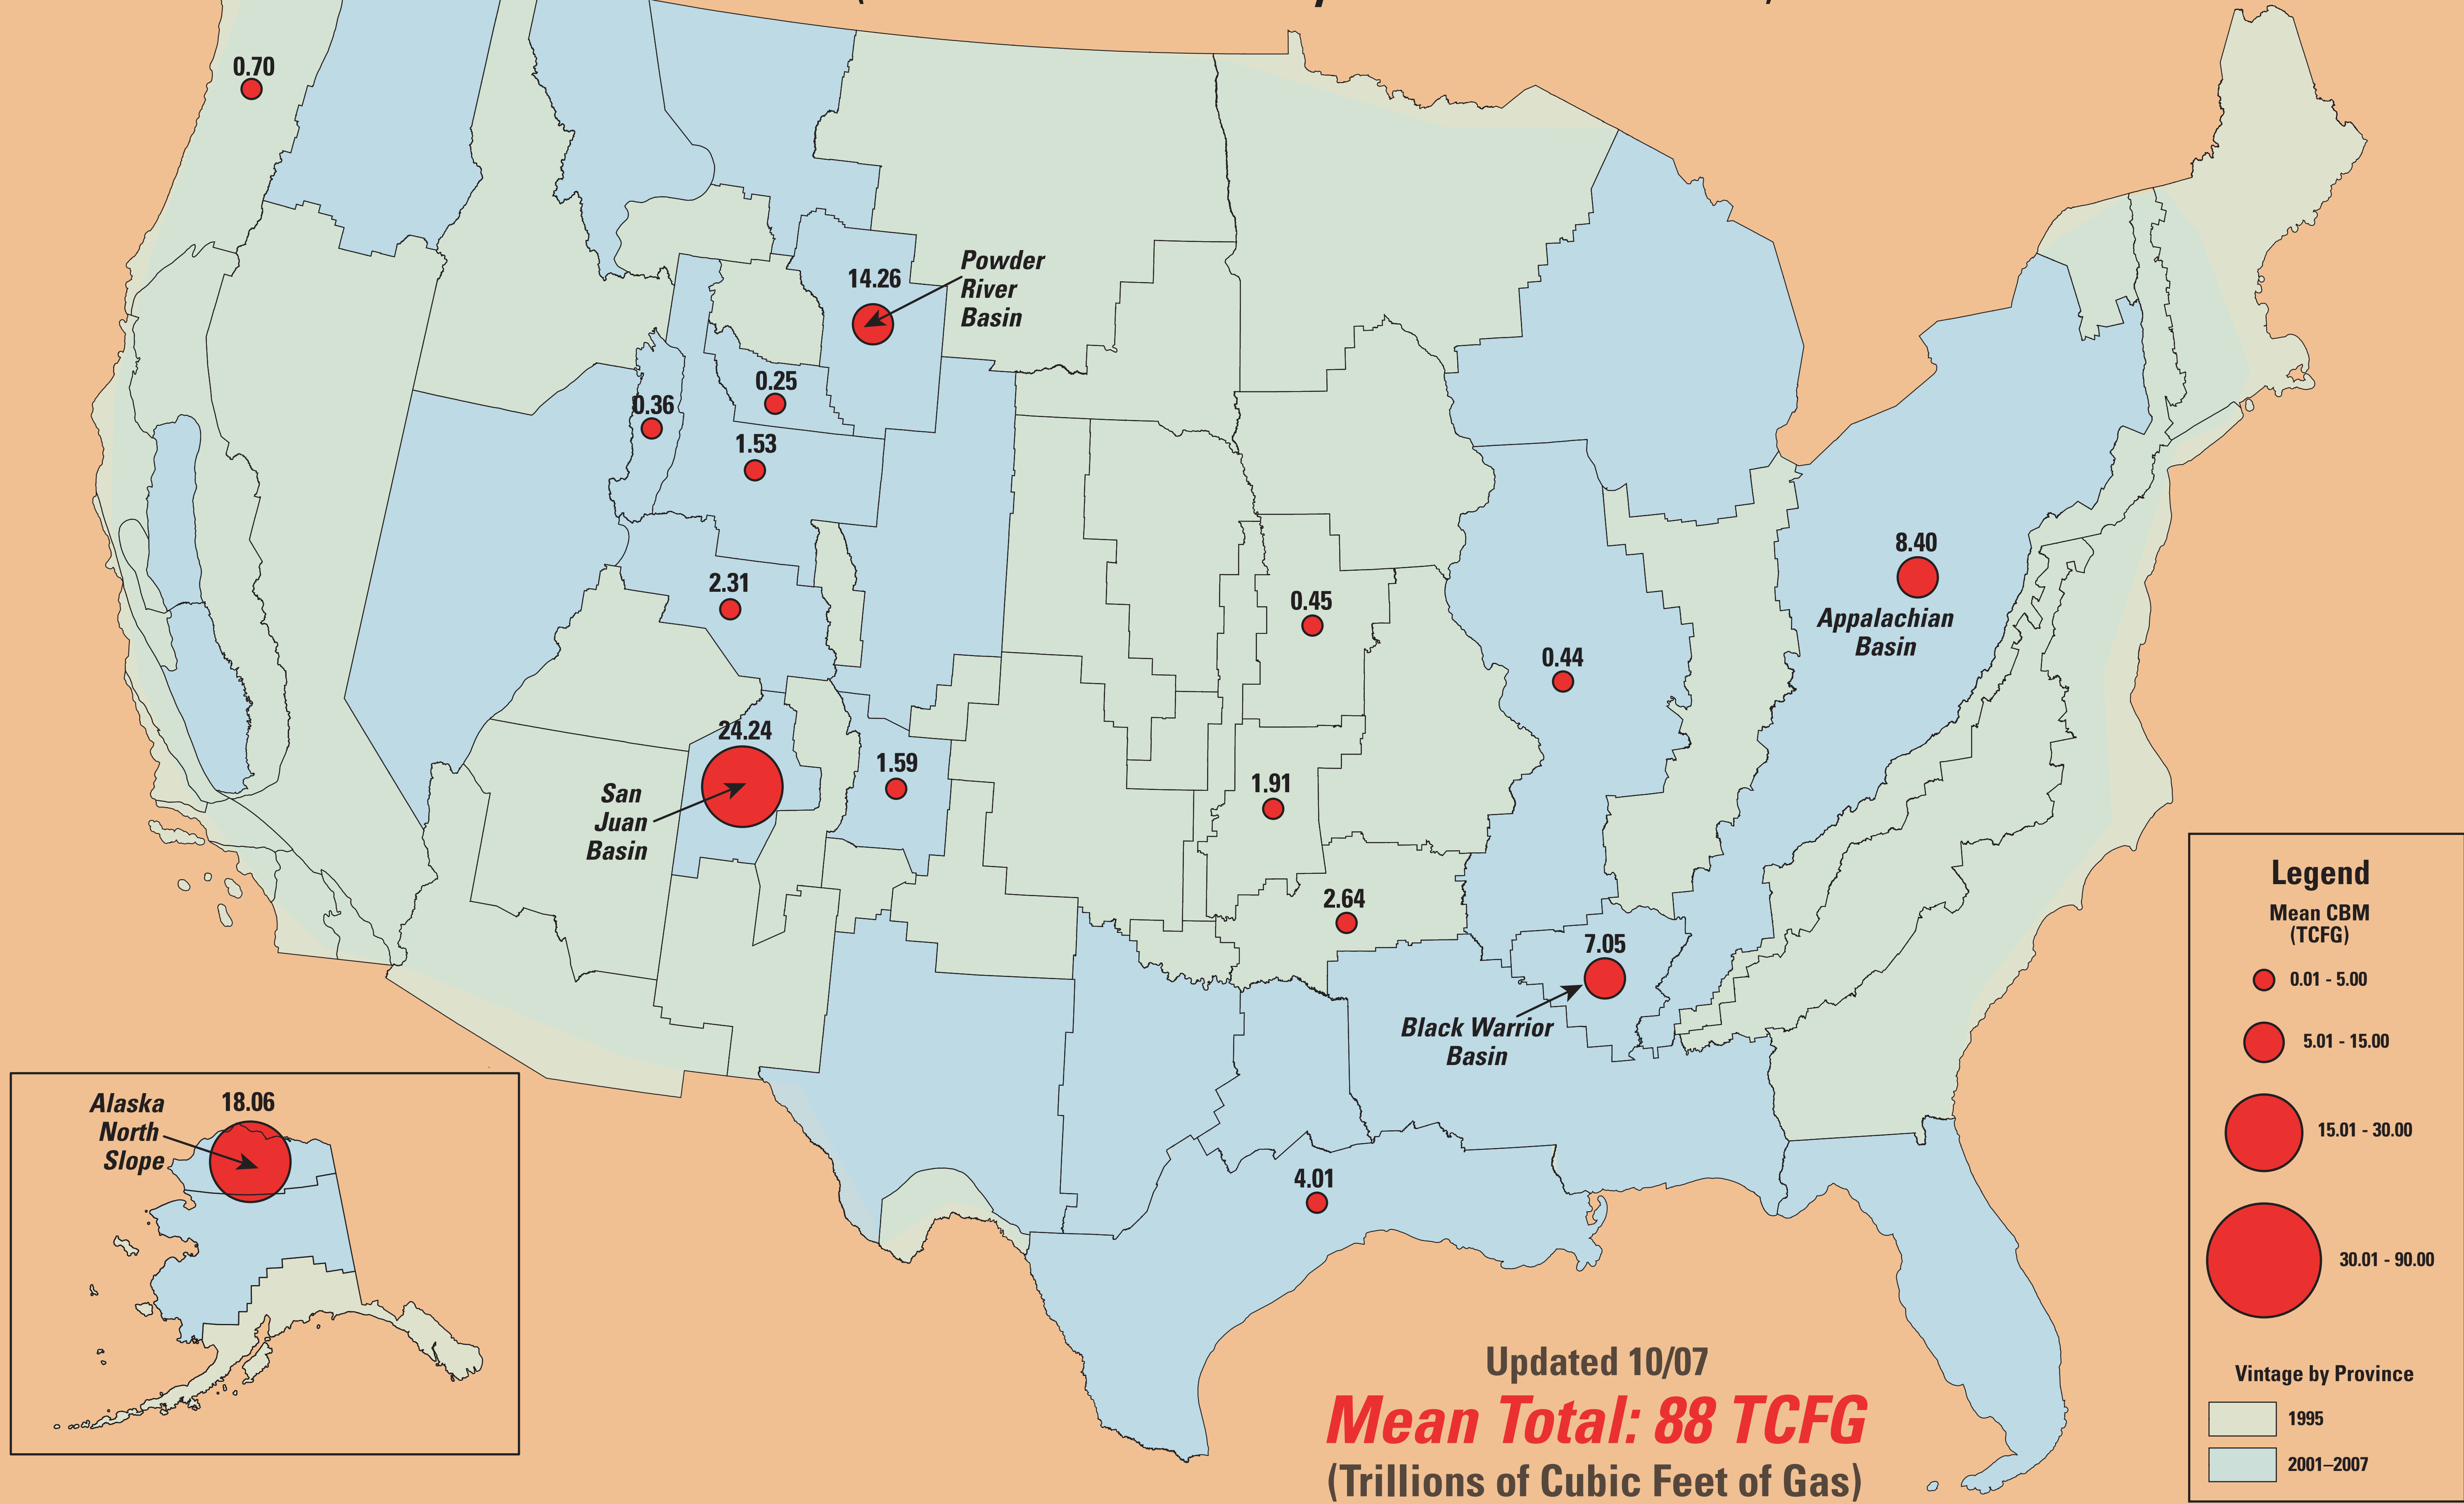 0.70
14.26
Powder
River
Basin
0.25
0.36
1.53
2.31
0.45
0.44
8.40
Appalachian
Basin
24.24
San
Juan
Basin
1.59
1.91
2.64
7.05
Black Warrior
Basin
4.01
Alaska
North
Slope
18.06
Updated 10/07
Mean Total: 88 TCFG
(Trillions of Cubic Feet of Gas)
Legend
Mean CBM
(TCFG)
0.01 - 5.00
5.01 - 15.00
15.01 - 30.00
30.01 - 90.00
Vintage by Province
1995
2001–2007